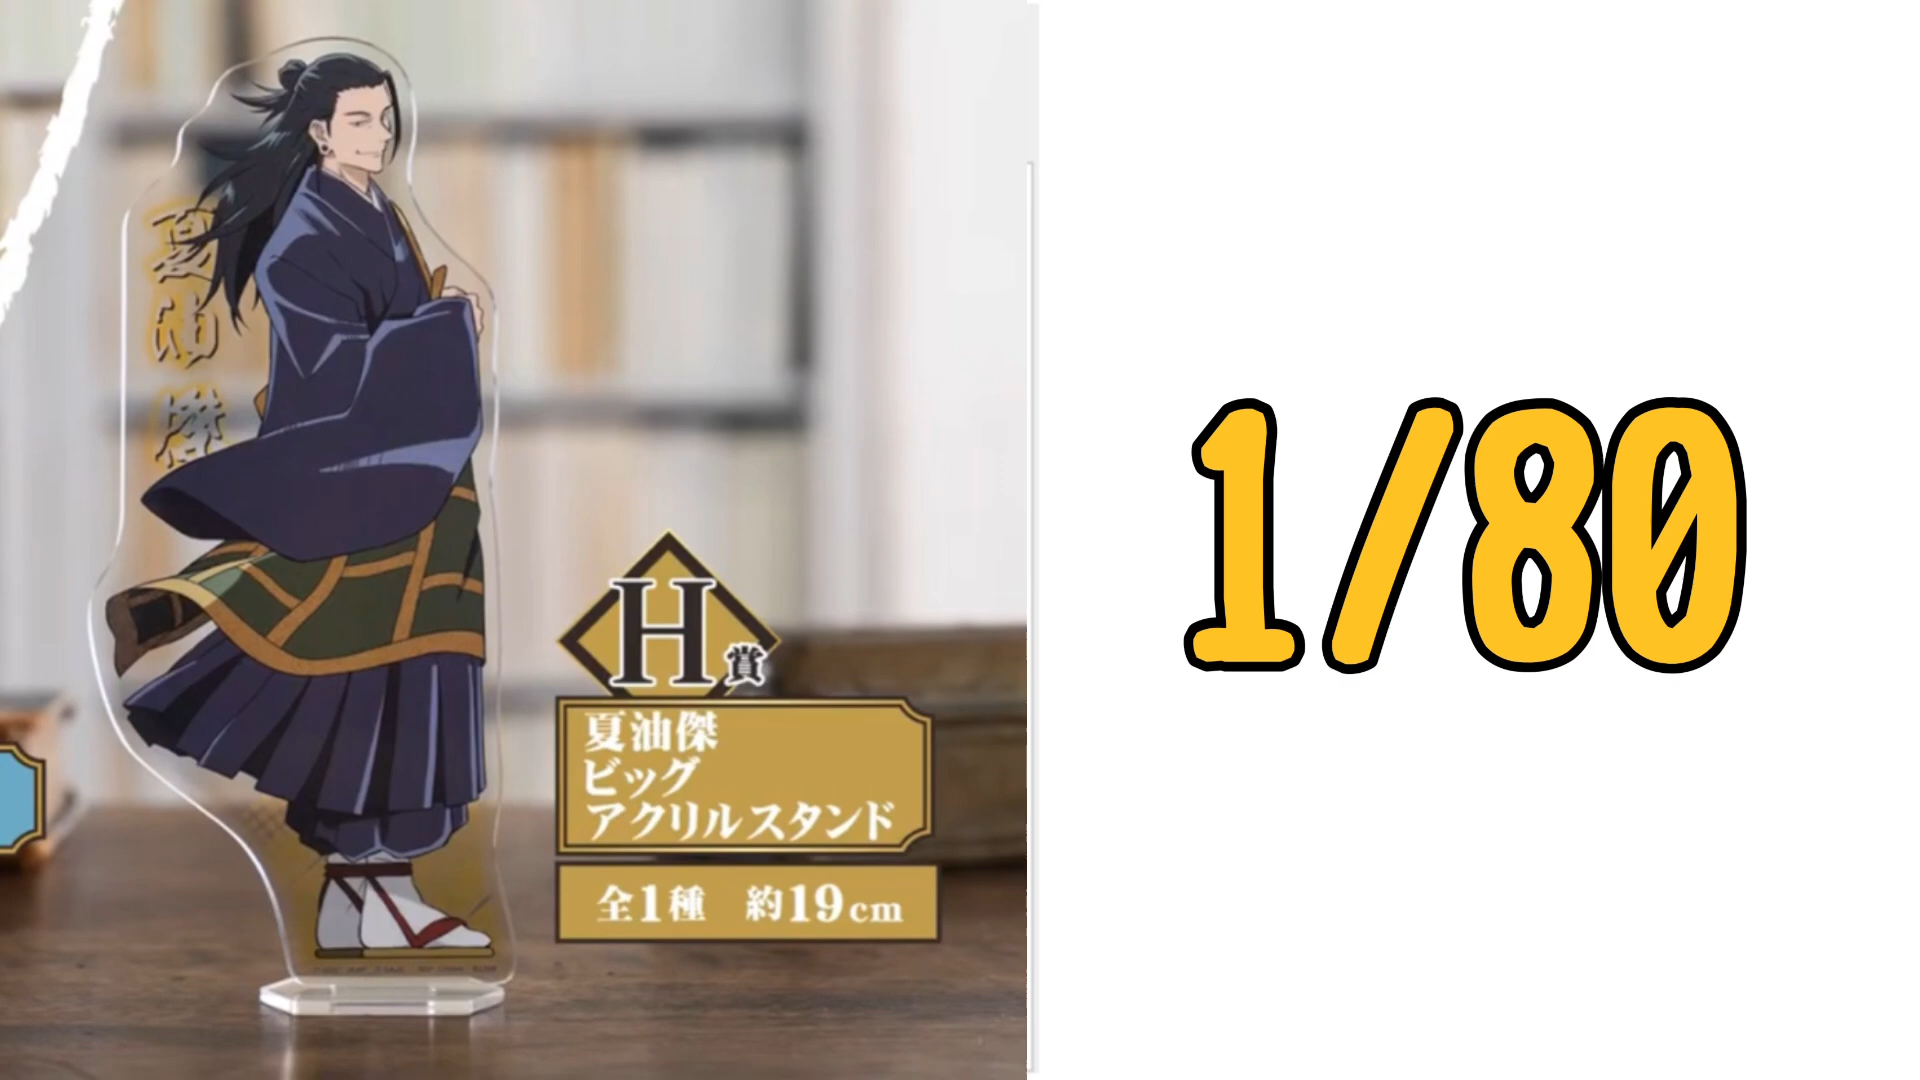 夏油傑
H賞
夏油傑
ビッグ
アクリルスタンド
全1種 約19cm
1/80